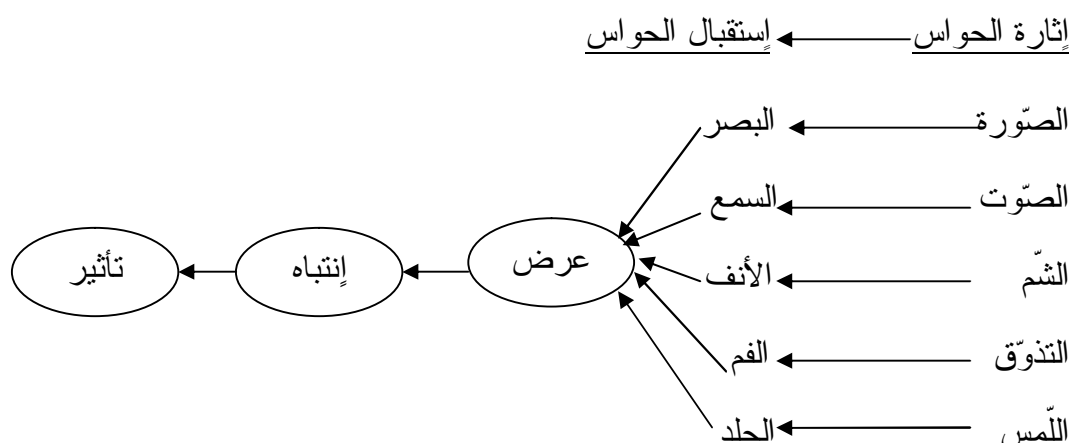 إثارة الحواس إستقبال الحواس
الصّورة البصر
الصّوت السمع
الشّم الأنف عرض إنتباه تأثير
التذوّق الفم
اللّمس الجلد